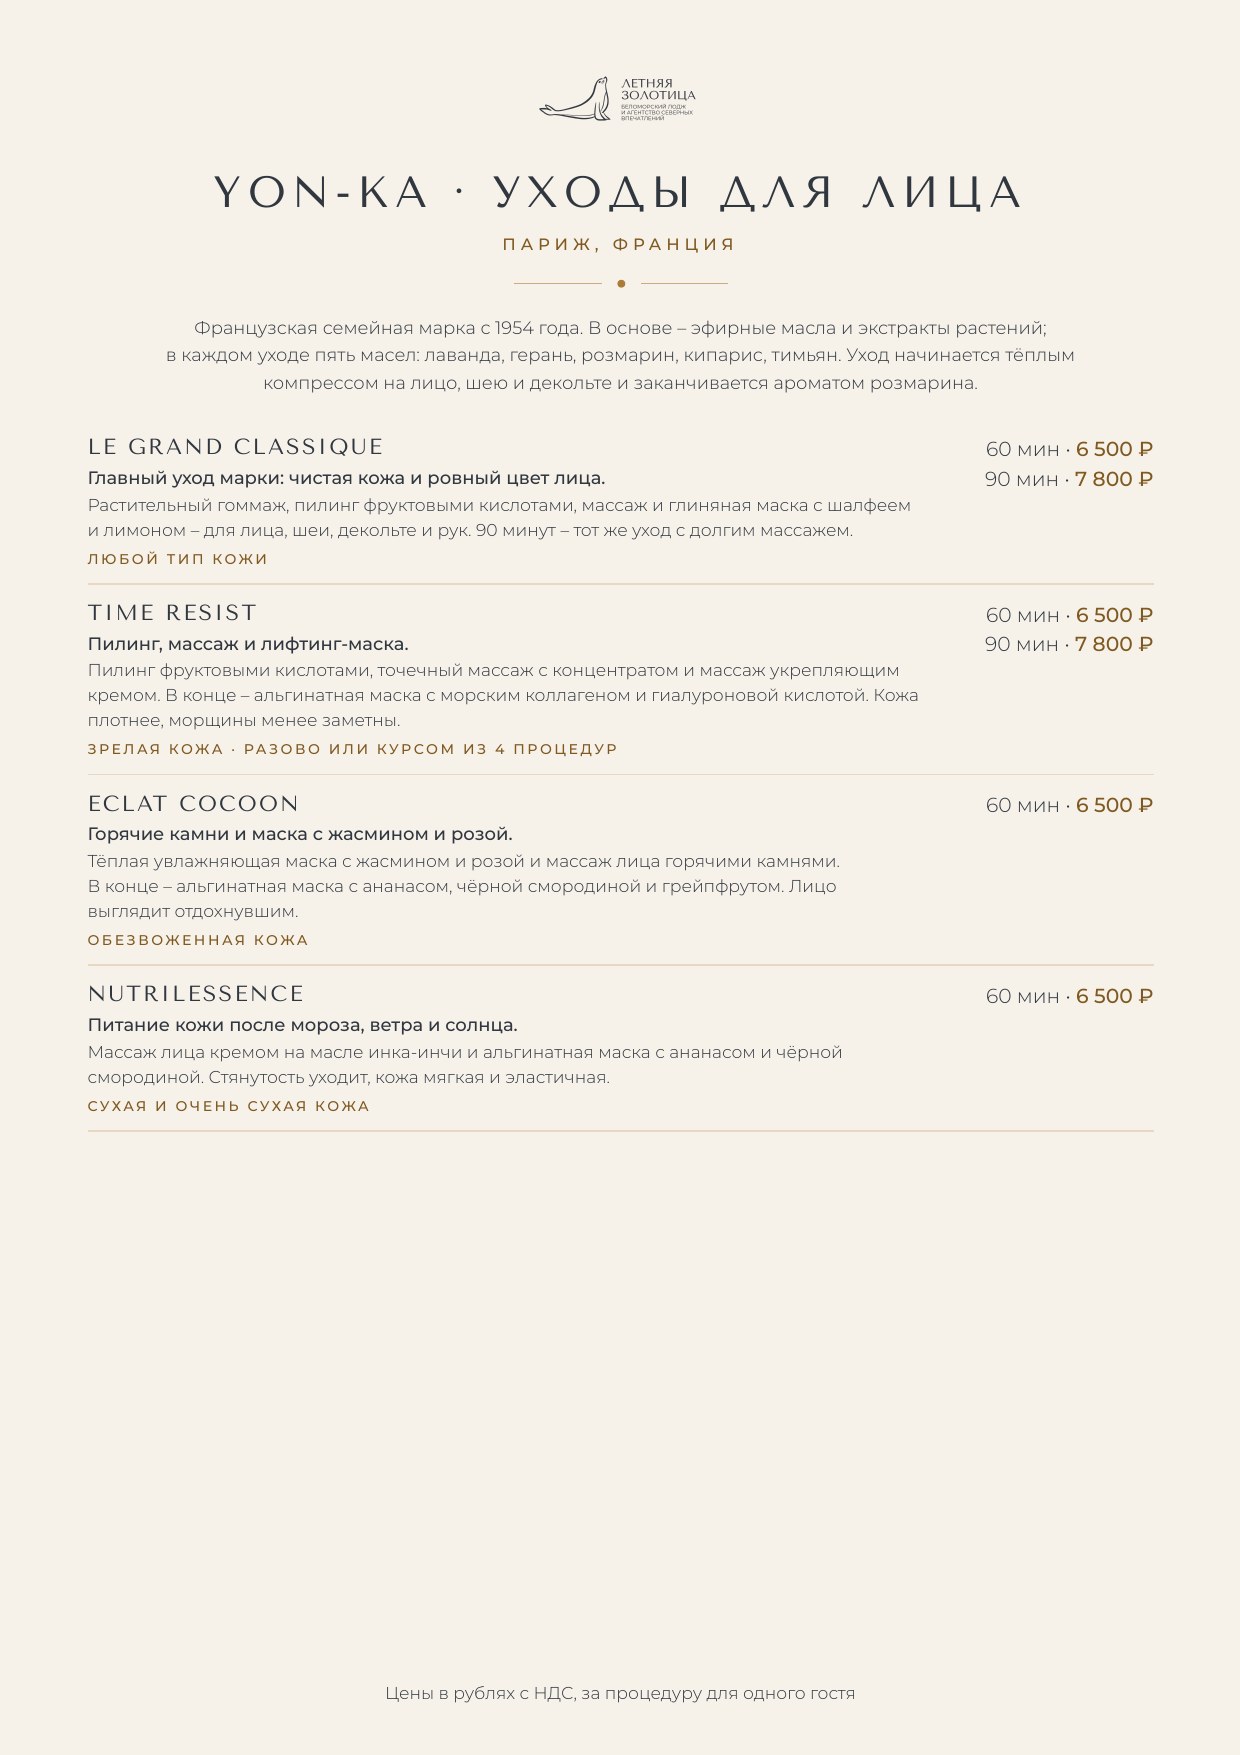 ЛЕТНЯЯ
ЗОЛОТИЦА
БЕЛОМОРСКИЙ ЛОДЖ
И АГЕНТСТВО СЕВЕРНЫХ
ВПЕЧАТЛЕНИЙ
YON-KA · УХОДЫ ДЛЯ ЛИЦА
ПАРИЖ, ФРАНЦИЯ
Французская семейная марка с 1954 года. В основе – эфирные масла и экстракты растений;
в каждом уходе пять масел: лаванда, герань, розмарин, кипарис, тимьян. Уход начинается тёплым
компрессом на лицо, шею и декольте и заканчивается ароматом розмарина.
LE GRAND CLASSIQUE
60 мин · 6 500 ₽
Главный уход марки: чистая кожа и ровный цвет лица.
90 мин · 7 800 ₽
Растительный гоммаж, пилинг фруктовыми кислотами, массаж и глиняная маска с шалфеем
и лимоном – для лица, шеи, декольте и рук. 90 минут – тот же уход с долгим массажем.
ЛЮБОЙ ТИП КОЖИ
TIME RESIST
60 мин · 6 500 ₽
Пилинг, массаж и лифтинг-маска.
90 мин · 7 800 ₽
Пилинг фруктовыми кислотами, точечный массаж с концентратом и массаж укрепляющим
кремом. В конце – альгинатная маска с морским коллагеном и гиалуроновой кислотой. Кожа
плотнее, морщины менее заметны.
ЗРЕЛАЯ КОЖА · РАЗОВО ИЛИ КУРСОМ ИЗ 4 ПРОЦЕДУР
ECLAT COCOON
60 мин · 6 500 ₽
Горячие камни и маска с жасмином и розой.
Тёплая увлажняющая маска с жасмином и розой и массаж лица горячими камнями.
В конце – альгинатная маска с ананасом, чёрной смородиной и грейпфрутом. Лицо
выглядит отдохнувшим.
ОБЕЗВОЖЕННАЯ КОЖА
NUTRILESSENCE
60 мин · 6 500 ₽
Питание кожи после мороза, ветра и солнца.
Массаж лица кремом на масле инка-инчи и альгинатная маска с ананасом и чёрной
смородиной. Стянутость уходит, кожа мягкая и эластичная.
СУХАЯ И ОЧЕНЬ СУХАЯ КОЖА
Цены в рублях с НДС, за процедуру для одного гостя